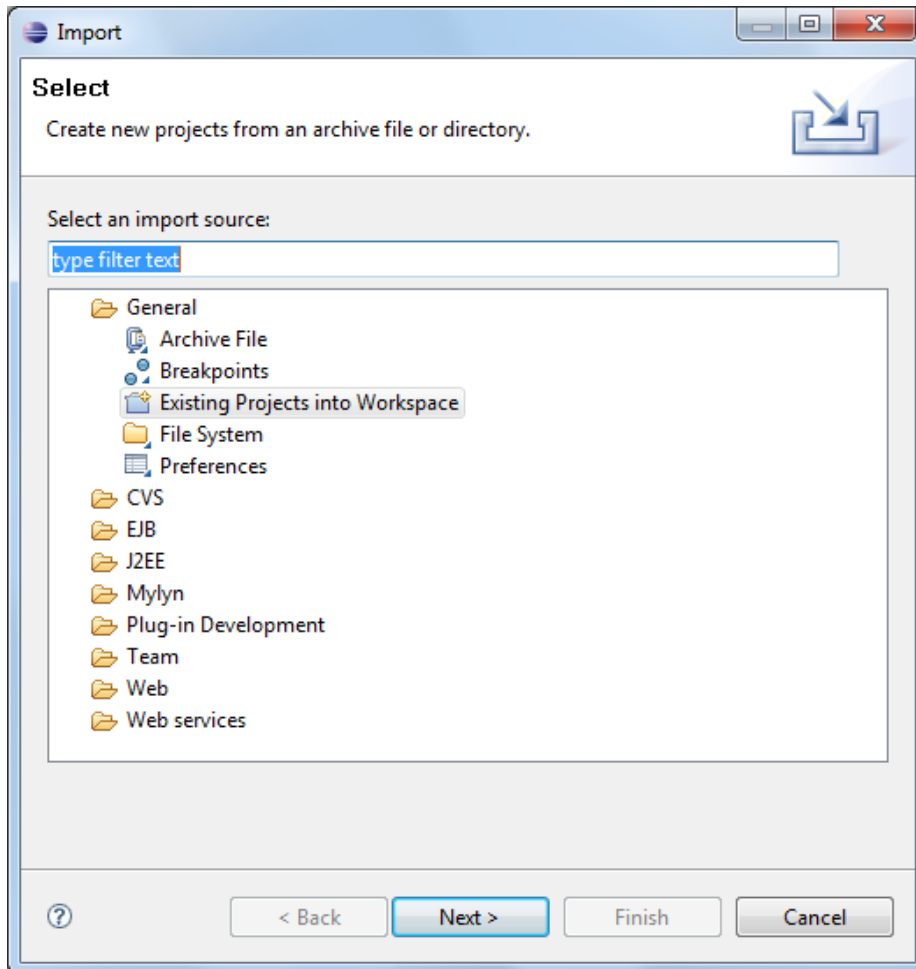 Import
Select
Create new projects from an archive file or directory.
Select an import source:
type filter text
General
Archive File
Breakpoints
Existing Projects into Workspace
File System
Preferences
CVS
EJB
J2EE
Mylyn
Plug-in Development
Team
Web
Web services
? < Back Next > Finish Cancel